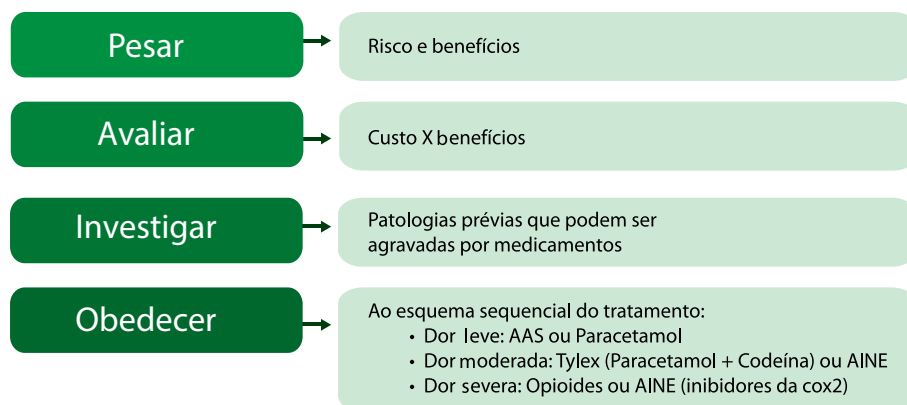 Pesar
Risco e benefícios
Avaliar
Custo X benefícios
Investigar
Patologias prévias que podem ser
agravadas por medicamentos
Obedecer
Ao esquema sequencial do tratamento:
• Dor leve: AAS ou Paracetamol
• Dor moderada: Tylex (Paracetamol + Codeína) ou AINE
• Dor severa: Opioides ou AINE (inibidores da cox2)